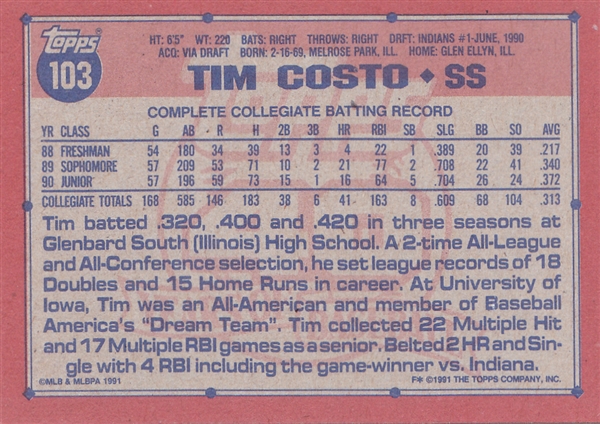 topps
103
HT: 6'5" WT: 220 BATS: RIGHT THROWS: RIGHT DRFT: INDIANS #1-JUNE, 1990
ACQ: VIA DRAFT BORN: 2-16-69, MELROSE PARK, ILL. HOME: GLEN ELLYN, ILL.
TIM COSTO ♦ SS
COMPLETE COLLEGIATE BATTING RECORD
YR CLASS G AB R H 2B 3B HR RBI SB SLG BB SO AVG
88 FRESHMAN 54 180 34 39 13 3 4 22 1 .389 20 39 .217
89 SOPHOMORE 57 209 53 71 10 2 21 77 2 .708 22 41 .340
90 JUNIOR 57 196 59 73 15 1 16 64 5 .704 26 24 .372
COLLEGIATE TOTALS 168 585 146 183 38 6 41 163 8 .609 68 104 .313
Tim batted .320, .400 and .420 in three seasons at
Glenbard South (Illinois) High School. A 2-time All-League
and All-Conference selection, he set league records of 18
Doubles and 15 Home Runs in career. At University of
Iowa, Tim was an All-American and member of Baseball
America's "Dream Team". Tim collected 22 Multiple Hit
and 17 Multiple RBI games as a senior. Belted 2 HR and Sin-
gle with 4 RBI including the game-winner vs. Indiana.
©MLB & MLBPA 1991 F* ©1991 THE TOPPS COMPANY, INC.